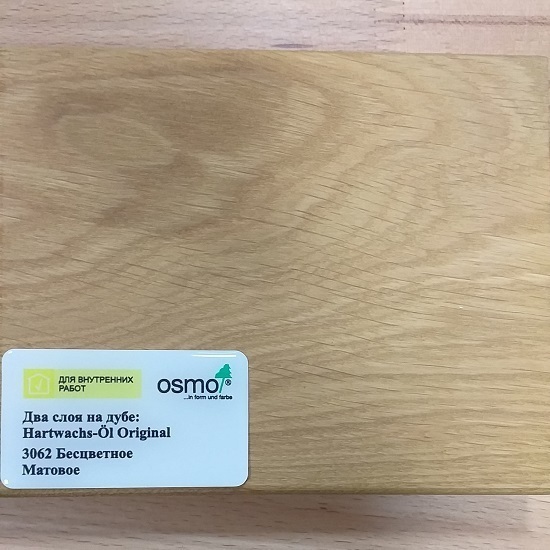 ДЛЯ ВНУТРЕННИХ
РАБОТ
osmo®
...in form und farbe
Два слоя на дубе:
Hartwachs-Öl Original
3062 Бесцветное
Матовое